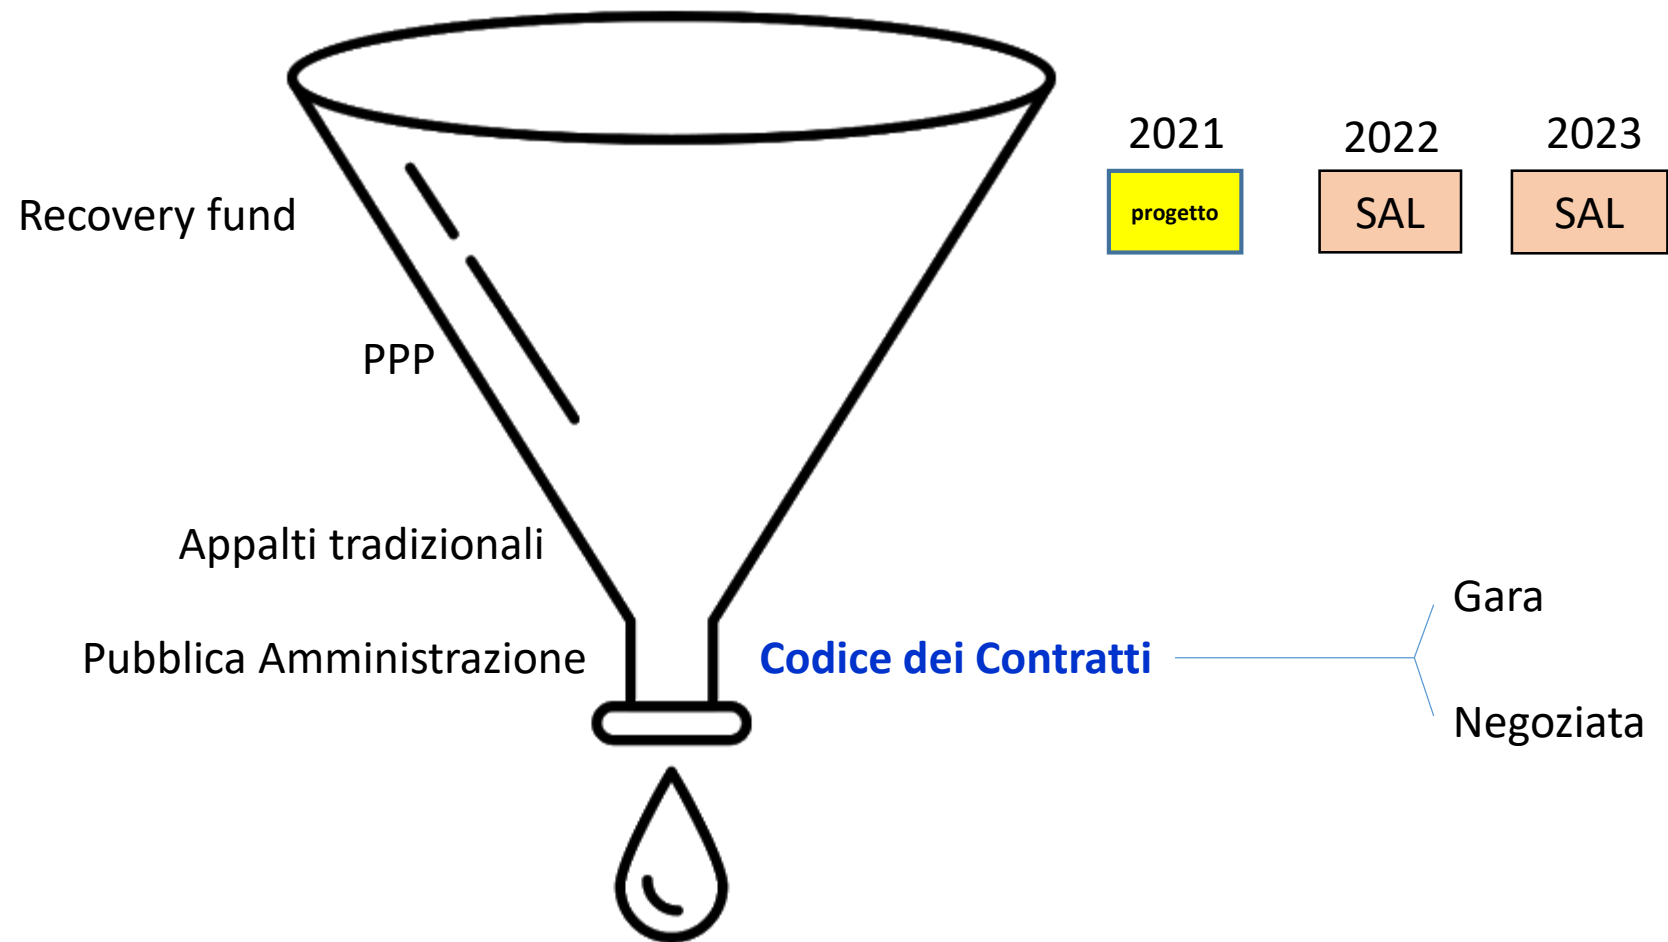 2021
2022
2023
Recovery fund
progetto
SAL
SAL
PPP
Appalti tradizionali
Gara
Pubblica Amministrazione
Codice dei Contratti
Negoziata